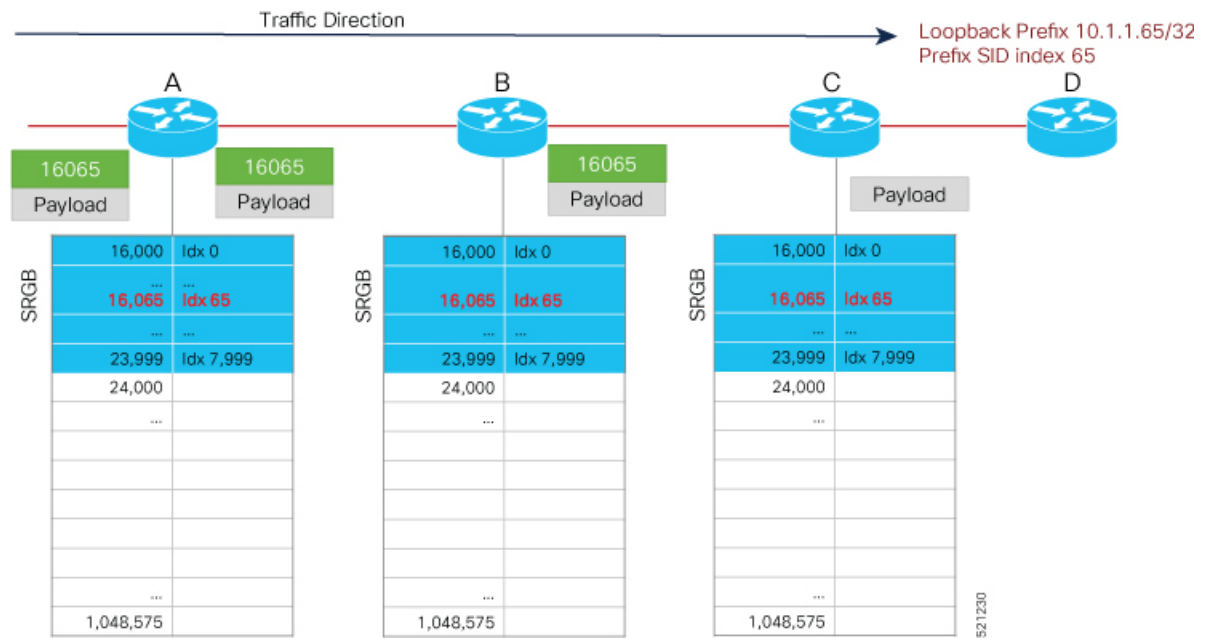 Traffic Direction
Loopback Prefix 10.1.1.65/32
Prefix SID index 65
A
B
C
D
16065
Payload
16065
Payload
16065
Payload
Payload
SRGB
16,000 Idx 0
... ...
16,065 Idx 65
... ...
23,999 Idx 7,999
24,000
...
...
1,048,575
SRGB
16,000 Idx 0
16,065 Idx 65
... ...
23,999 Idx 7,999
24,000
...
...
1,048,575
SRGB
16,000 Idx 0
16,065 Idx 65
... ...
23,999 Idx 7,999
24,000
...
...
1,048,575
521230